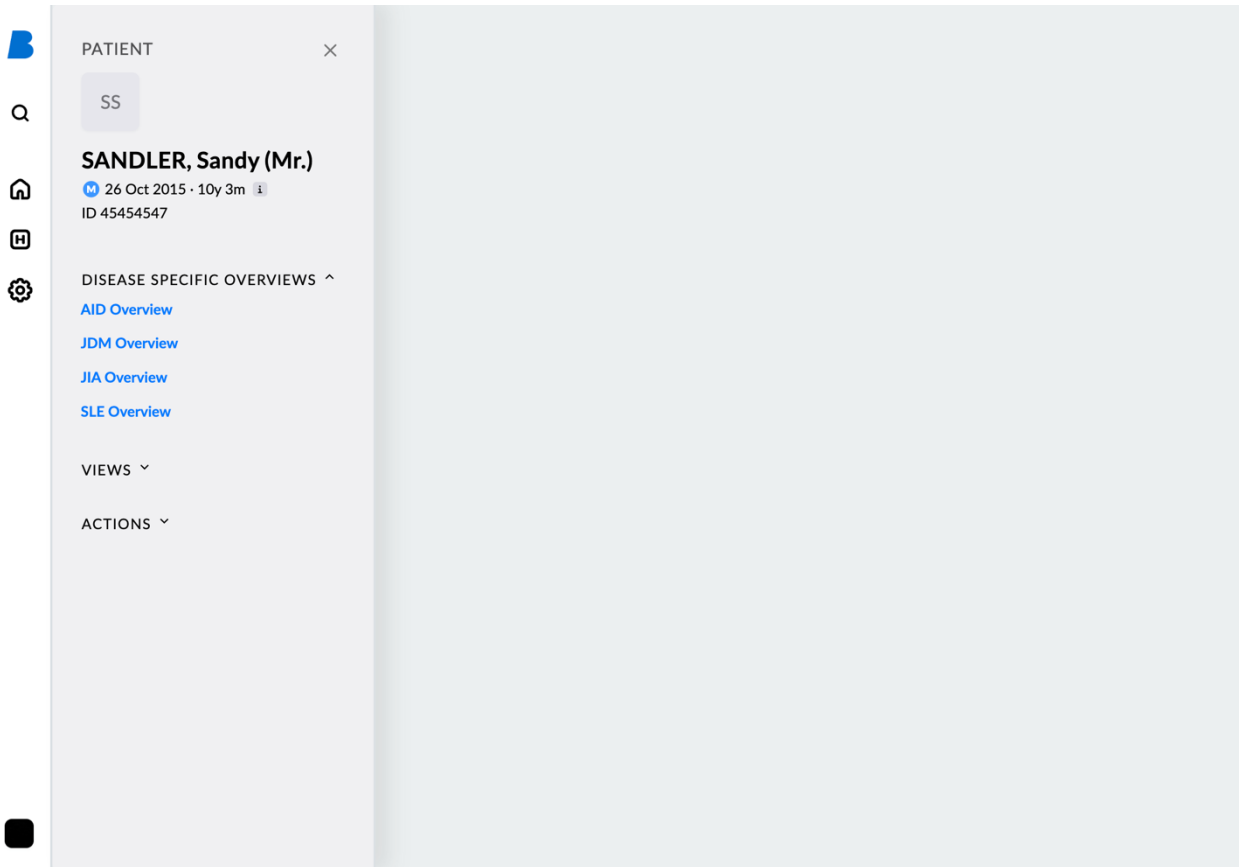 B
PATIENT
SS
SANDLER, Sandy (Mr.)
M 26 Oct 2015 · 10y 3m i
ID 45454547
H
DISEASE SPECIFIC OVERVIEWS
AID Overview
JDM Overview
JIA Overview
SLE Overview
VIEWS
ACTIONS